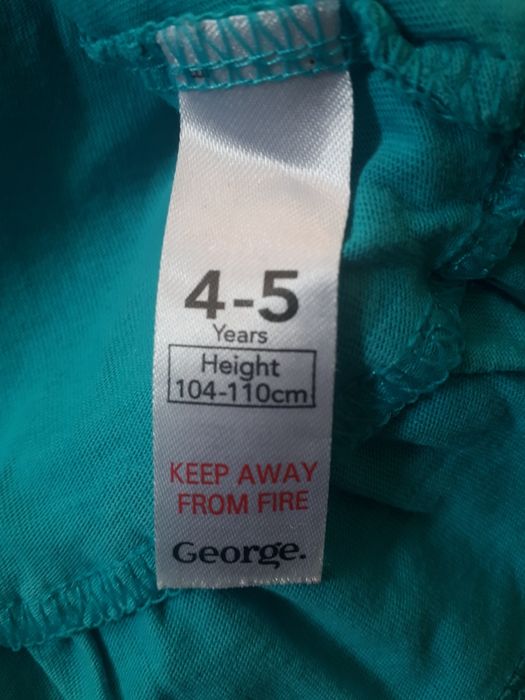 4-5
Years
Height
104-110cm
KEEP AWAY
FROM FIRE
George.